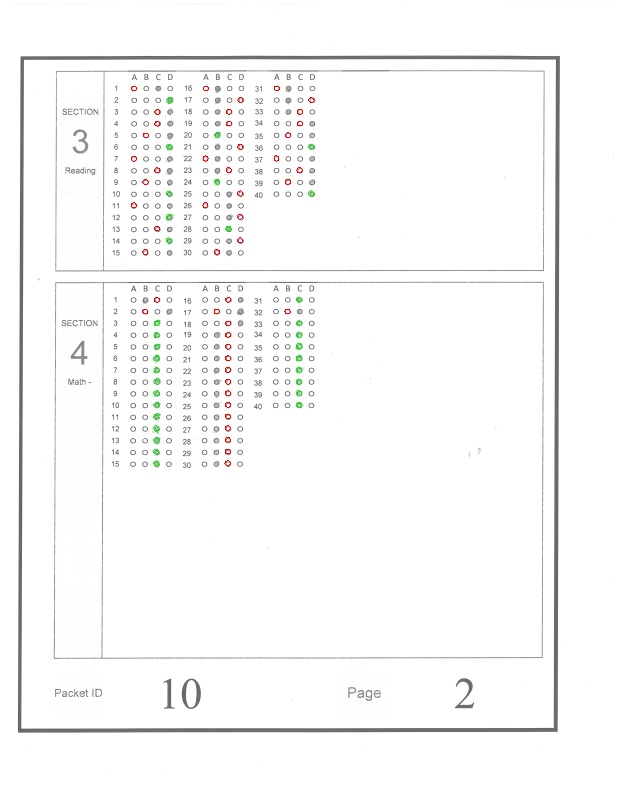 A B C D A B C D A B C D
1 16 31
2 17 32
3 18 33
SECTION
4 19 34
5 20 35
3
6 21 36
7 22 37
Reading
8 23 38
9 24 39
10 25 40
11 26
12 27
13 28
14 29
15 30
A B C D A B C D A B C D
1 16 31
2 17 32
SECTION
3 18 33
4 19 34
4
5 20 35
6 21 36
7 22 37
Math -
8 23 38
9 24 39
10 25 40
11 26
12 27
13 28
14 29
15 30
Packet ID 10 Page 2